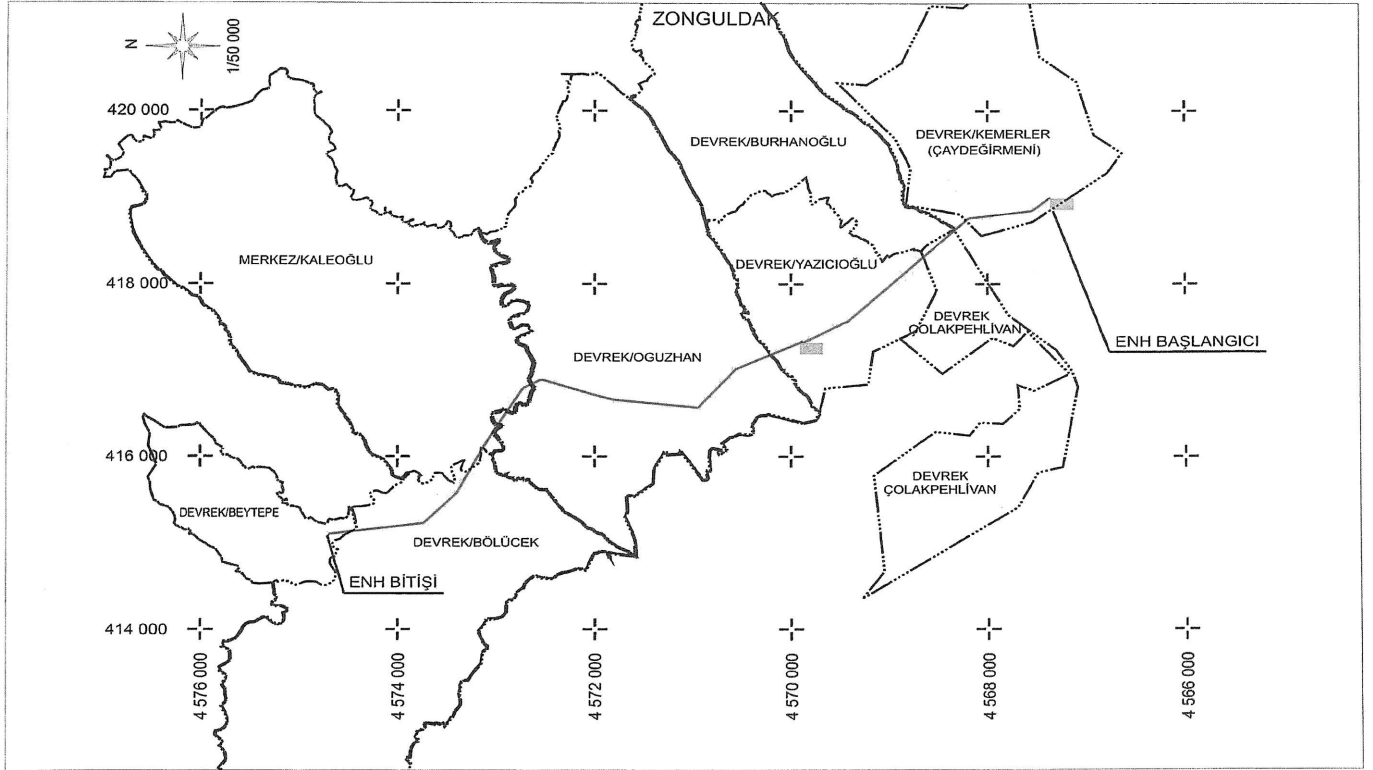 ZONGULDAK
N
1/50 000
420 000
DEVREK/BURHANOĞLU
DEVREK/KEMERLER
(ÇAYDEĞİRMENİ)
MERKEZ/KALEOĞLU
DEVREK/YAZICIOĞLU
418 000
DEVREK
ÇOLAKPEHLİVAN
ENH BAŞLANGICI
DEVREK/OGUZHAN
416 000
DEVREK
ÇOLAKPEHLİVAN
DEVREK/BEYTEPE
DEVREK/BÖLÜCEK
ENH BİTİŞİ
414 000
4 576 000
4 574 000
4 572 000
4 570 000
4 568 000
4 566 000